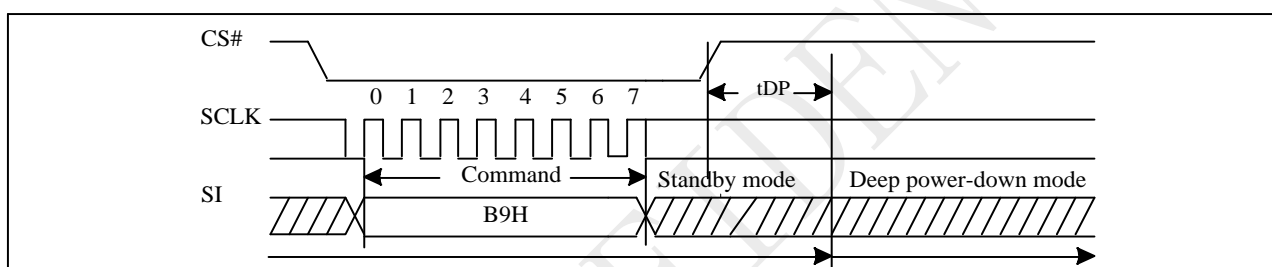 CS#
tDP
0 1 2 3 4 5 6 7
SCLK
Command
Standby mode
Deep power-down mode
SI
B9H